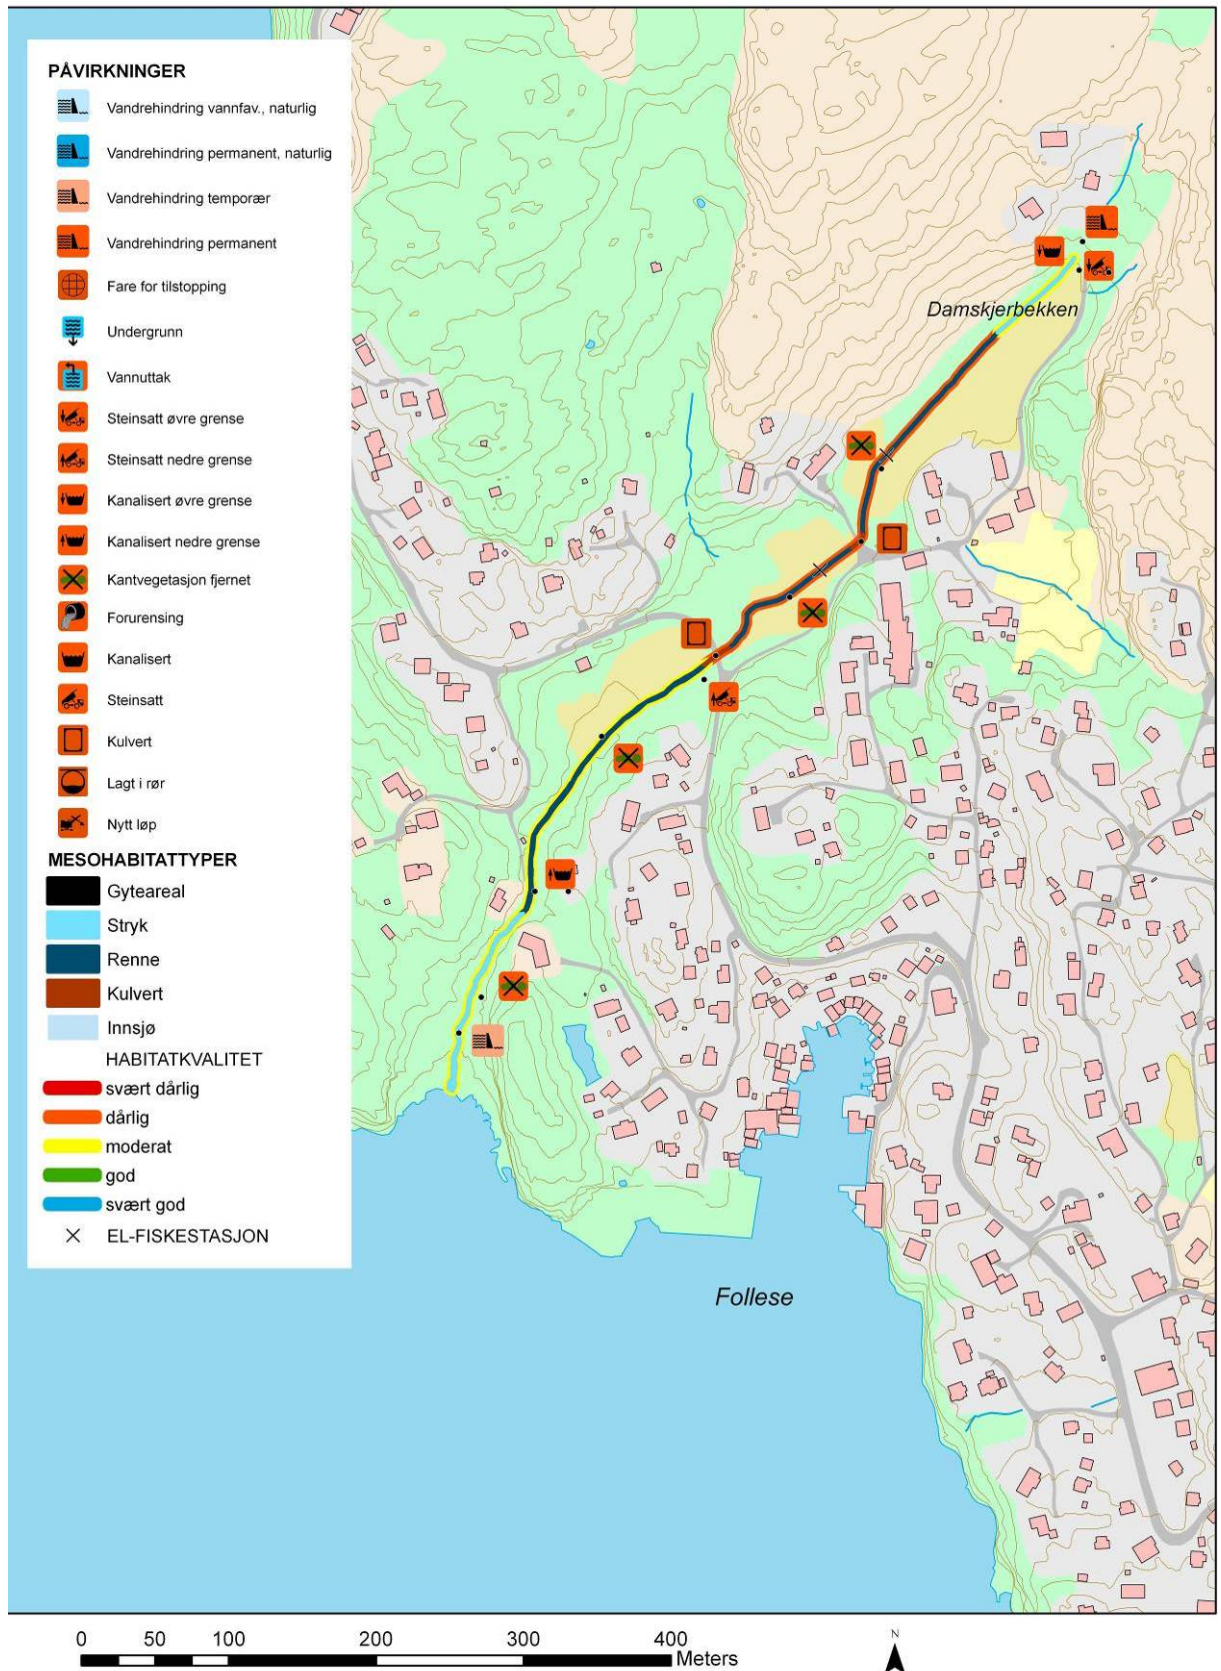 PÅVIRKNINGER
Vandrehindring vannfav., naturlig
Vandrehindring permanent, naturlig
Vandrehindring temporær
Vandrehindring permanent
Fare for tilstopping
Undergrunn
Vannuttak
Steinsatt øvre grense
Steinsatt nedre grense
Kanalisert øvre grense
Kanalisert nedre grense
Kantvegetasjon fjernet
Forurensing
Kanalisert
Steinsatt
Kulvert
Lagt i rør
Nytt løp
MESOHABITATTYPER
Gyteareal
Stryk
Renne
Kulvert
Innsjø
HABITATKVALITET
svært dårlig
dårlig
moderat
god
svært god
EL-FISKESTASJON
Damskjerbekken
Follese
0 50 100 200 300 400
Meters
N